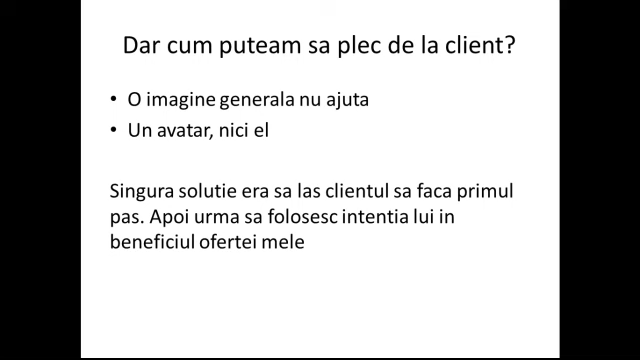 Dar cum puteam sa plec de la client?
• O imagine generala nu ajuta
• Un avatar, nici el
Singura solutie era sa las clientul sa faca primul
pas. Apoi urma sa folosesc intentia lui in
beneficiul ofertei mele